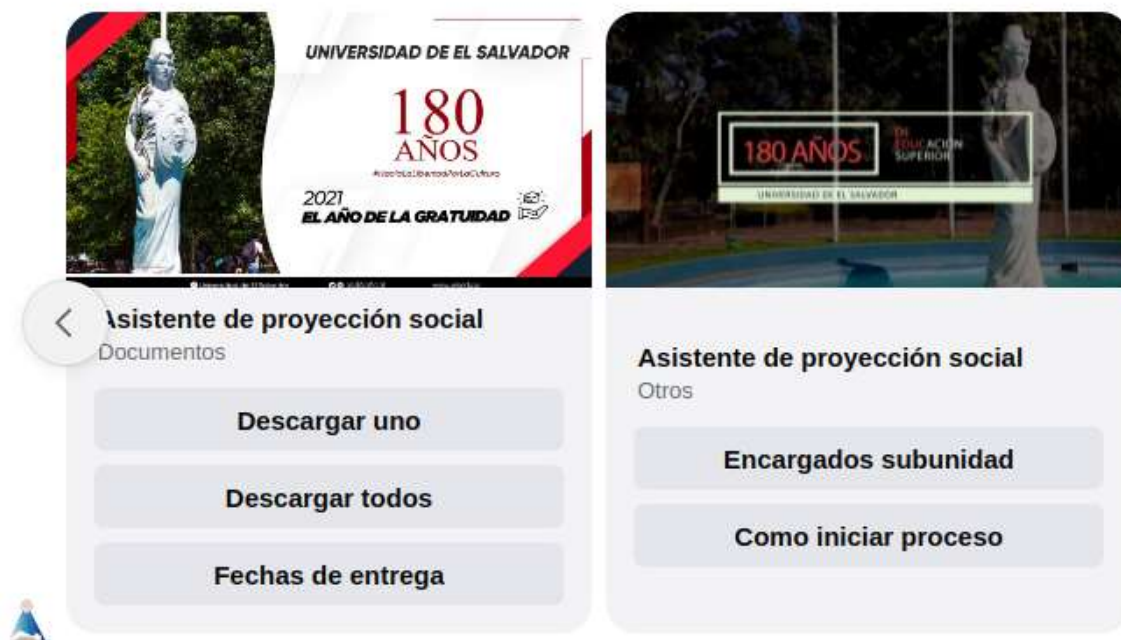 UNIVERSIDAD DE EL SALVADOR
180
AÑOS
#HaciaLaLibertadPorLaCultura
2021
EL AÑO DE LA GRATUIDAD
Asistente de proyección social
Documentos
Descargar uno
Descargar todos
Fechas de entrega
180 AÑOS
DE
EDUCACIÓN
SUPERIOR
UNIVERSIDAD DE EL SALVADOR
Asistente de proyección social
Otros
Encargados subunidad
Como iniciar proceso